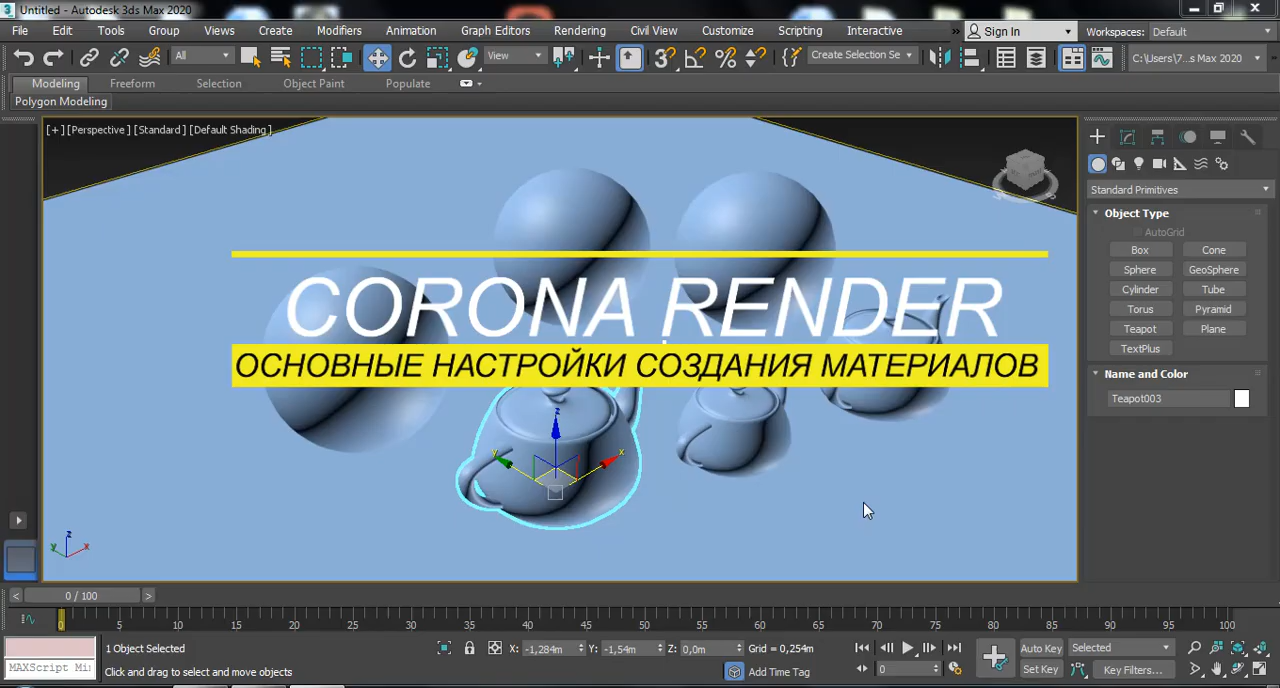 Untitled - Autodesk 3ds Max 2020
File Edit Tools Group Views Create Modifiers Animation Graph Editors Rendering Civil View Customize Scripting Interactive » Sign In Workspaces: Default
All View Create Selection Se C:\Users\7...s Max 2020
Modeling Freeform Selection Object Paint Populate
Polygon Modeling
[+] [Perspective] [Standard] [Default Shading]
Standard Primitives
Object Type
AutoGrid
Box Cone
Sphere GeoSphere
Cylinder Tube
Torus Pyramid
Teapot Plane
TextPlus
Name and Color
Teapot003
CORONA RENDER
ОСНОВНЫЕ НАСТРОЙКИ СОЗДАНИЯ МАТЕРИАЛОВ
z
y x
z
y x
< 0 / 100 >
0 5 10 15 20 25 30 35 40 45 50 55 60 65 70 75 80 85 90 95 100
1 Object Selected X: -1,284m Y: -1,54m Z: 0,0m Grid = 0,254m Auto Key Selected
MAXScript Mi Click and drag to select and move objects Add Time Tag 0 Set Key Key Filters...